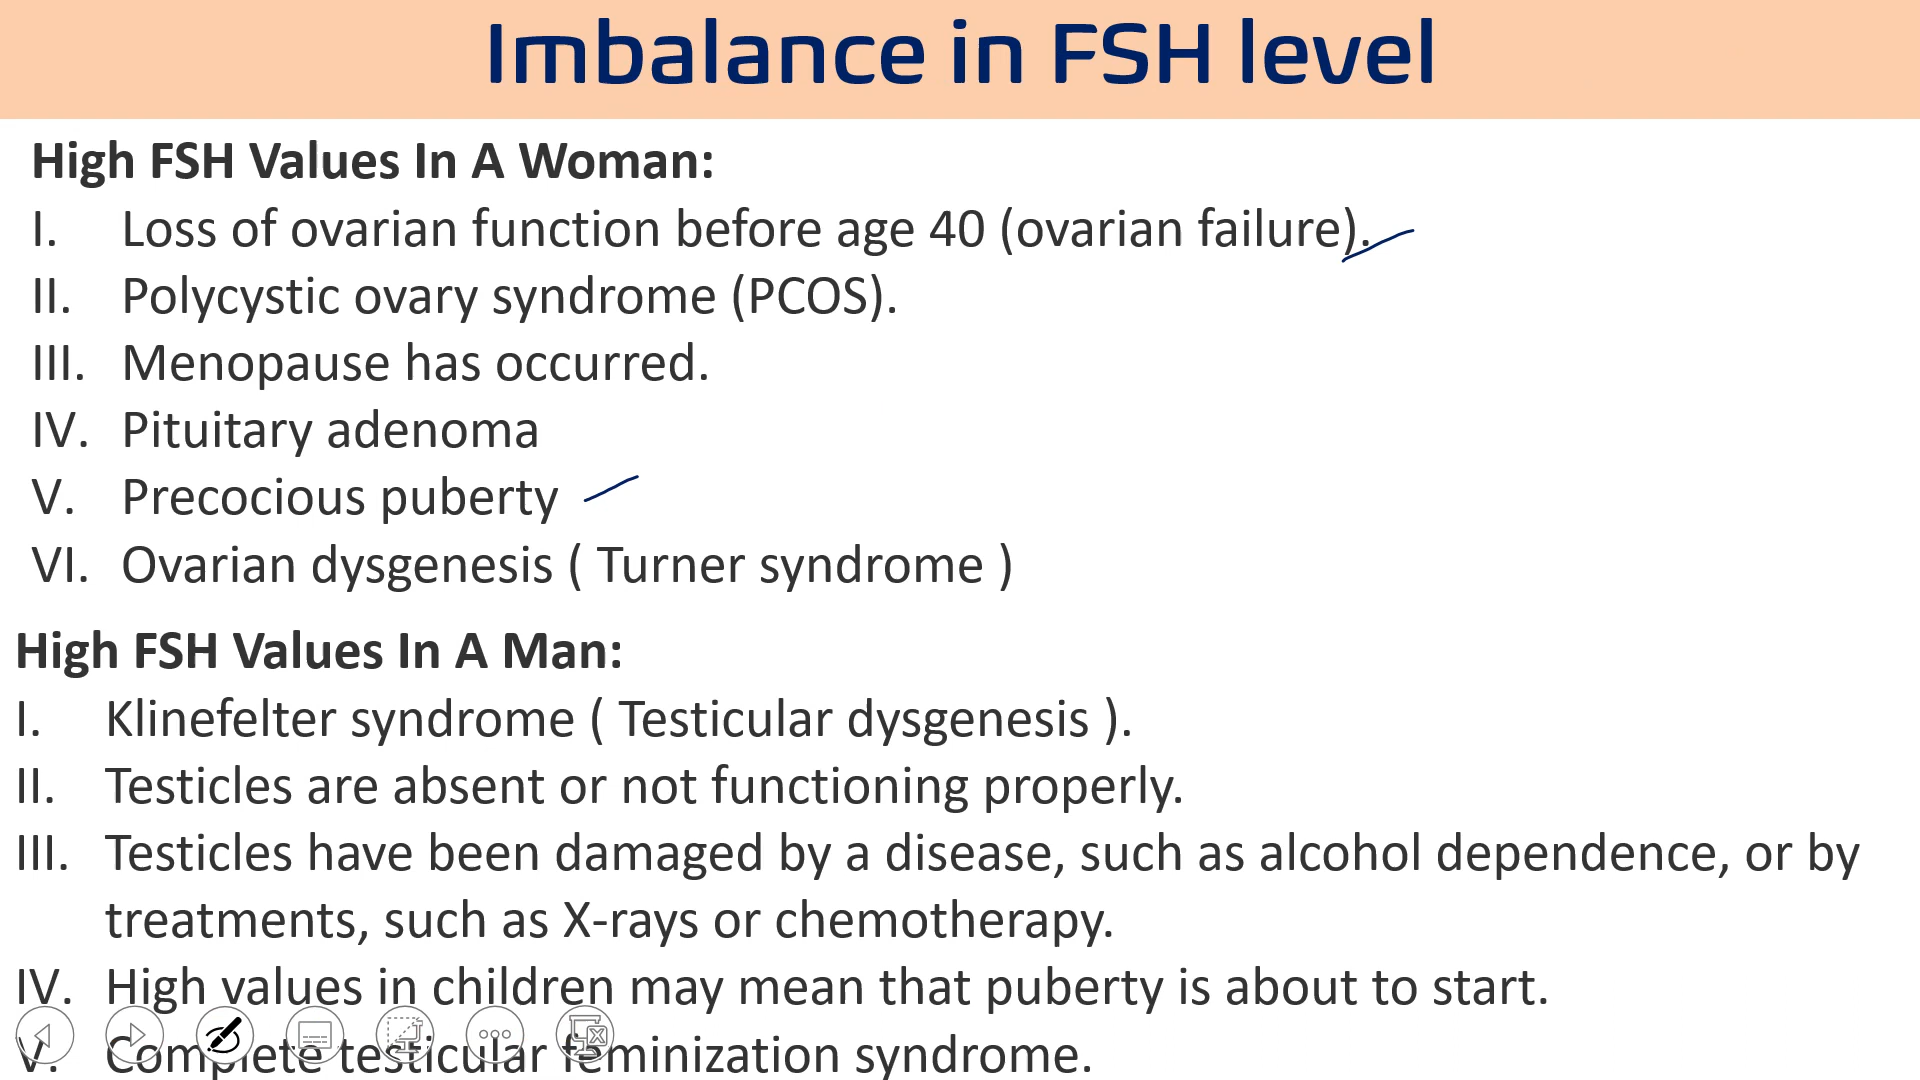 Imbalance in FSH level
High FSH Values In A Woman:
I. Loss of ovarian function before age 40 (ovarian failure).
II. Polycystic ovary syndrome (PCOS).
III. Menopause has occurred.
IV. Pituitary adenoma
V. Precocious puberty
VI. Ovarian dysgenesis ( Turner syndrome )
High FSH Values In A Man:
I. Klinefelter syndrome ( Testicular dysgenesis ).
II. Testicles are absent or not functioning properly.
III. Testicles have been damaged by a disease, such as alcohol dependence, or by
treatments, such as X-rays or chemotherapy.
IV. High values in children may mean that puberty is about to start.
V. Complete testicular feminization syndrome.